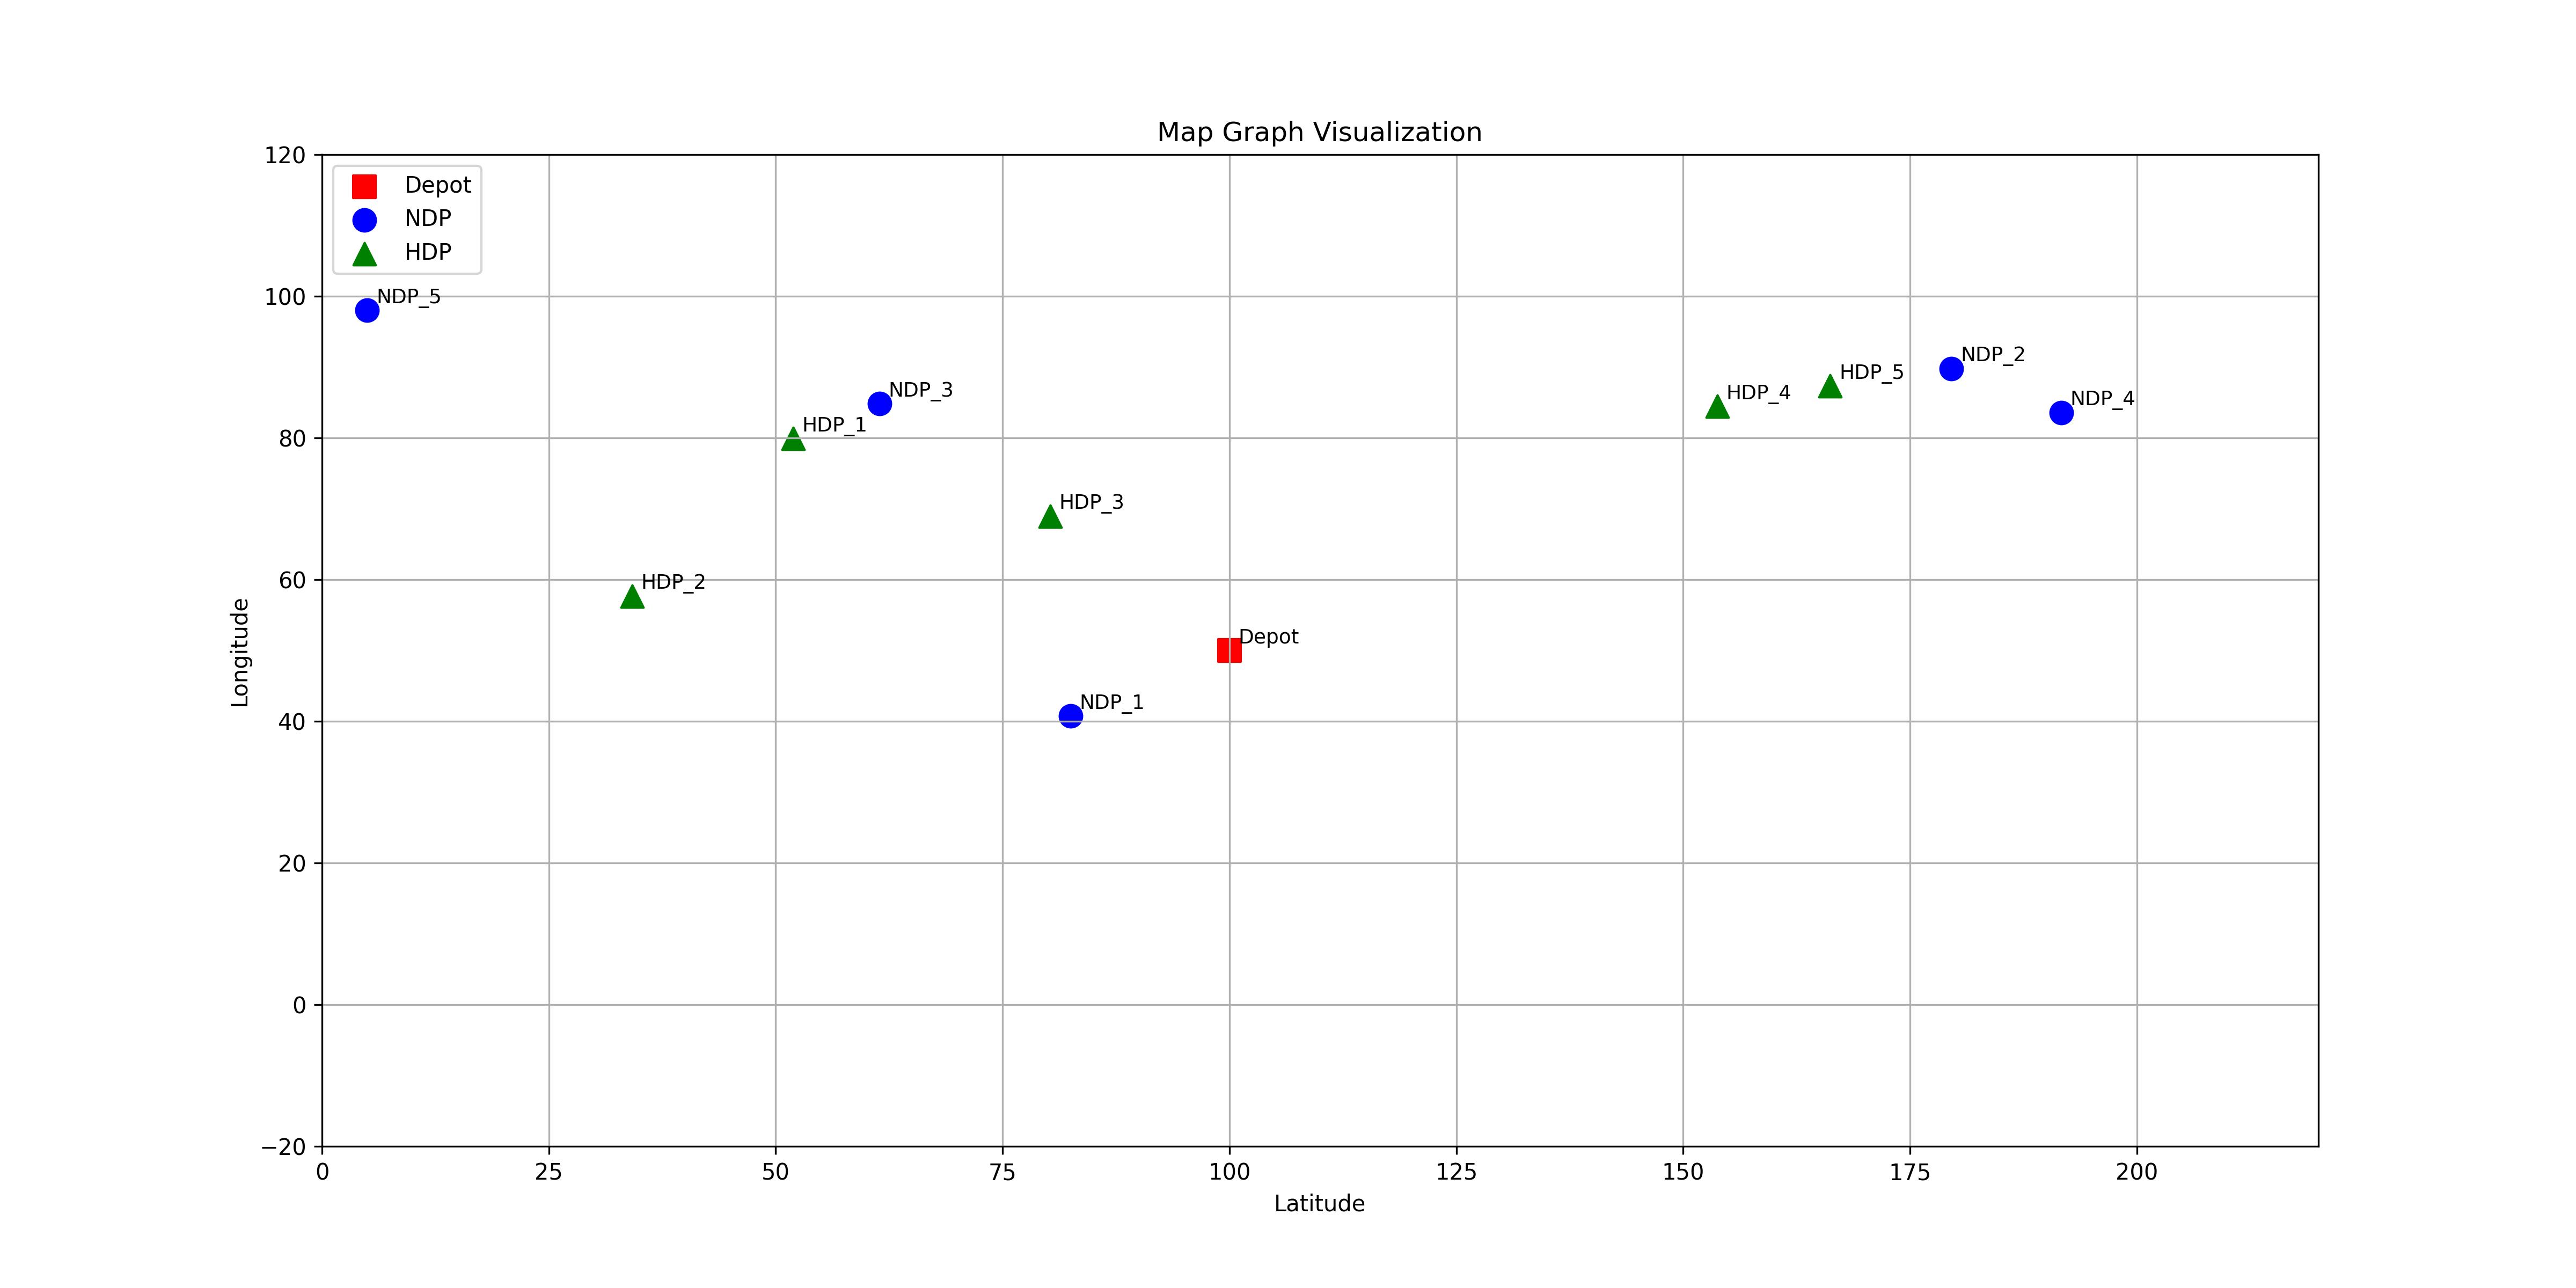 Map Graph Visualization
120
100
80
60
40
20
0
−20
Longitude
Depot
NDP
HDP
NDP_5
NDP_2
HDP_5
NDP_3
HDP_4
NDP_4
HDP_1
HDP_3
HDP_2
Depot
NDP_1
0 25 50 75 100 125 150 175 200
Latitude